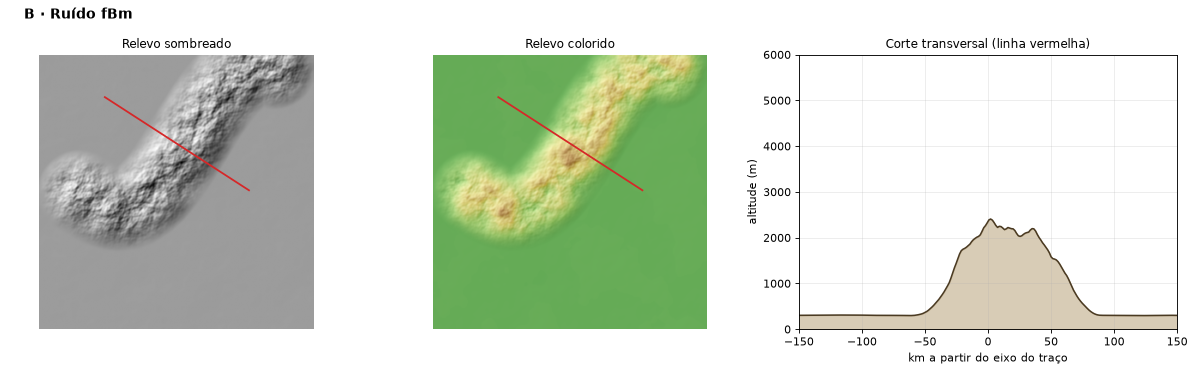 B · Ruído fBm
Relevo sombreado
Relevo colorido
Corte transversal (linha vermelha)
altitude (m)
6000
5000
4000
3000
2000
1000
0
−150
−100
−50
0
50
100
150
km a partir do eixo do traço